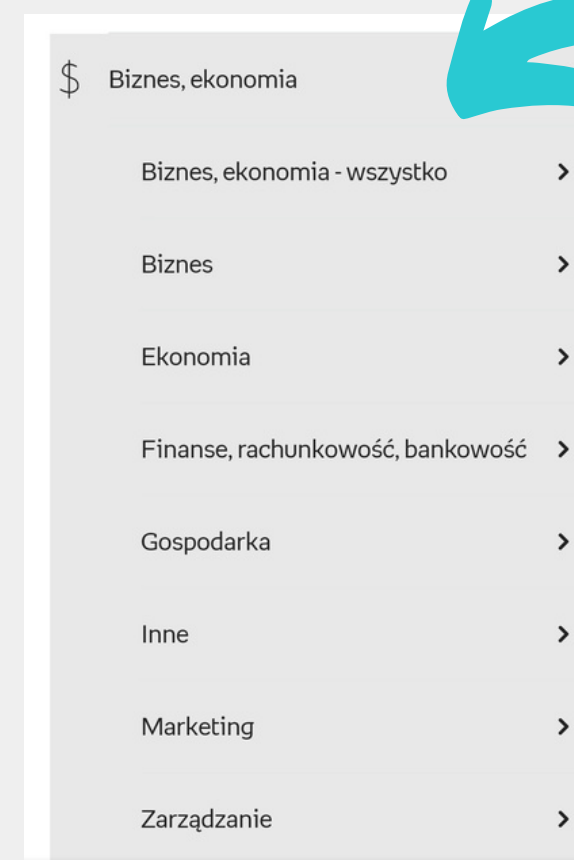 $ Biznes, ekonomia
Biznes, ekonomia - wszystko
Biznes
Ekonomia
Finanse, rachunkowość, bankowość
Gospodarka
Inne
Marketing
Zarządzanie